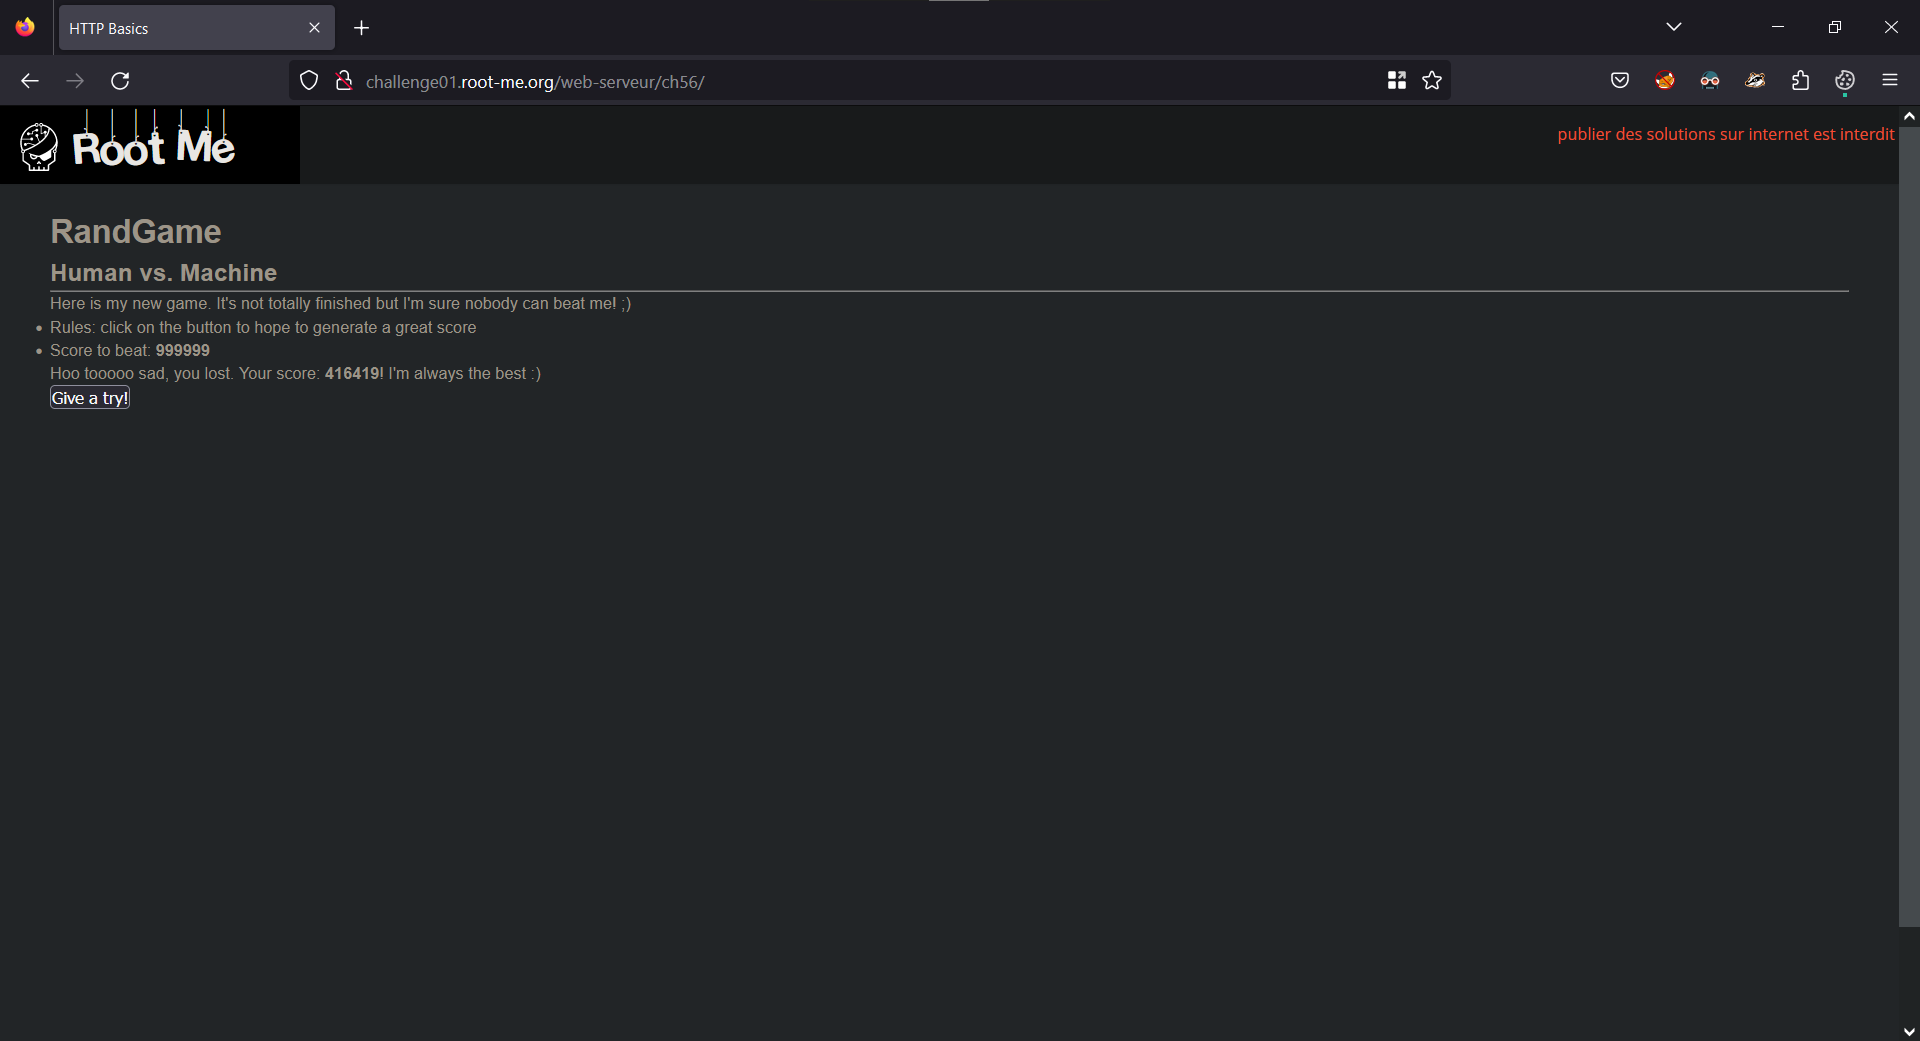 HTTP Basics
challenge01.root-me.org/web-serveur/ch56/
Root Me
publier des solutions sur internet est interdit
RandGame
Human vs. Machine
Here is my new game. It's not totally finished but I'm sure nobody can beat me! ;)
• Rules: click on the button to hope to generate a great score
• Score to beat: 999999
Hoo tooooo sad, you lost. Your score: 416419! I'm always the best :)
Give a try!